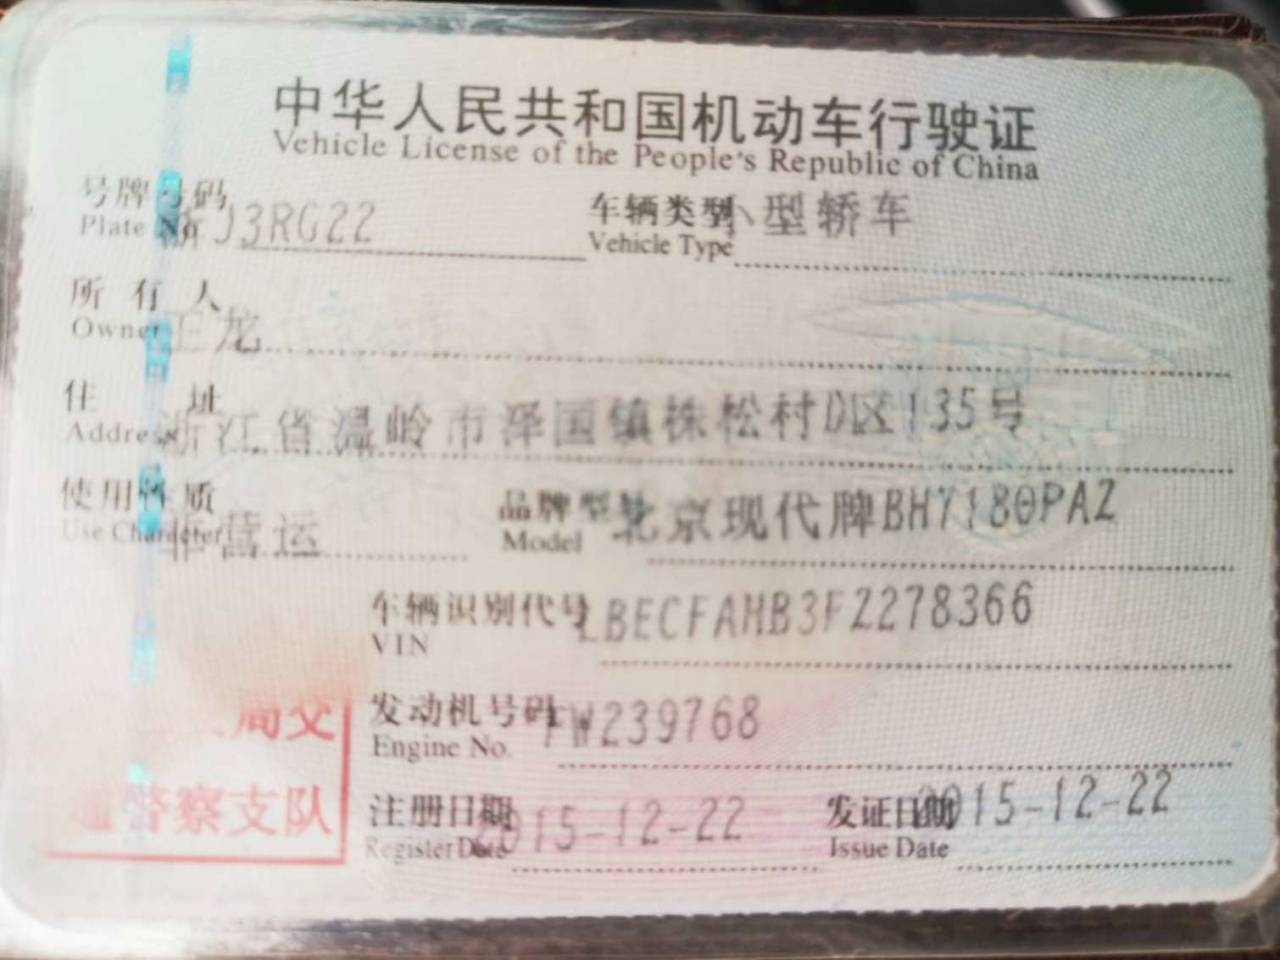 中华人民共和国机动车行驶证
Vehicle License of the People's Republic of China
号牌号码 浙J3RG22 车辆类型 小型轿车
Plate No. Vehicle Type
所有人 王龙
Owner
住址 浙江省温岭市泽国镇株松村D区135号
Address
使用性质 非营运 品牌型号 北京现代牌BH7180PAZ
Use Character Model
车辆识别代号 LBECFAHB3FZ278366
VIN
发动机号码 FW239768
Engine No.
局交
通警察支队
注册日期 2015-12-22 发证日期 2015-12-22
Register Date Issue Date